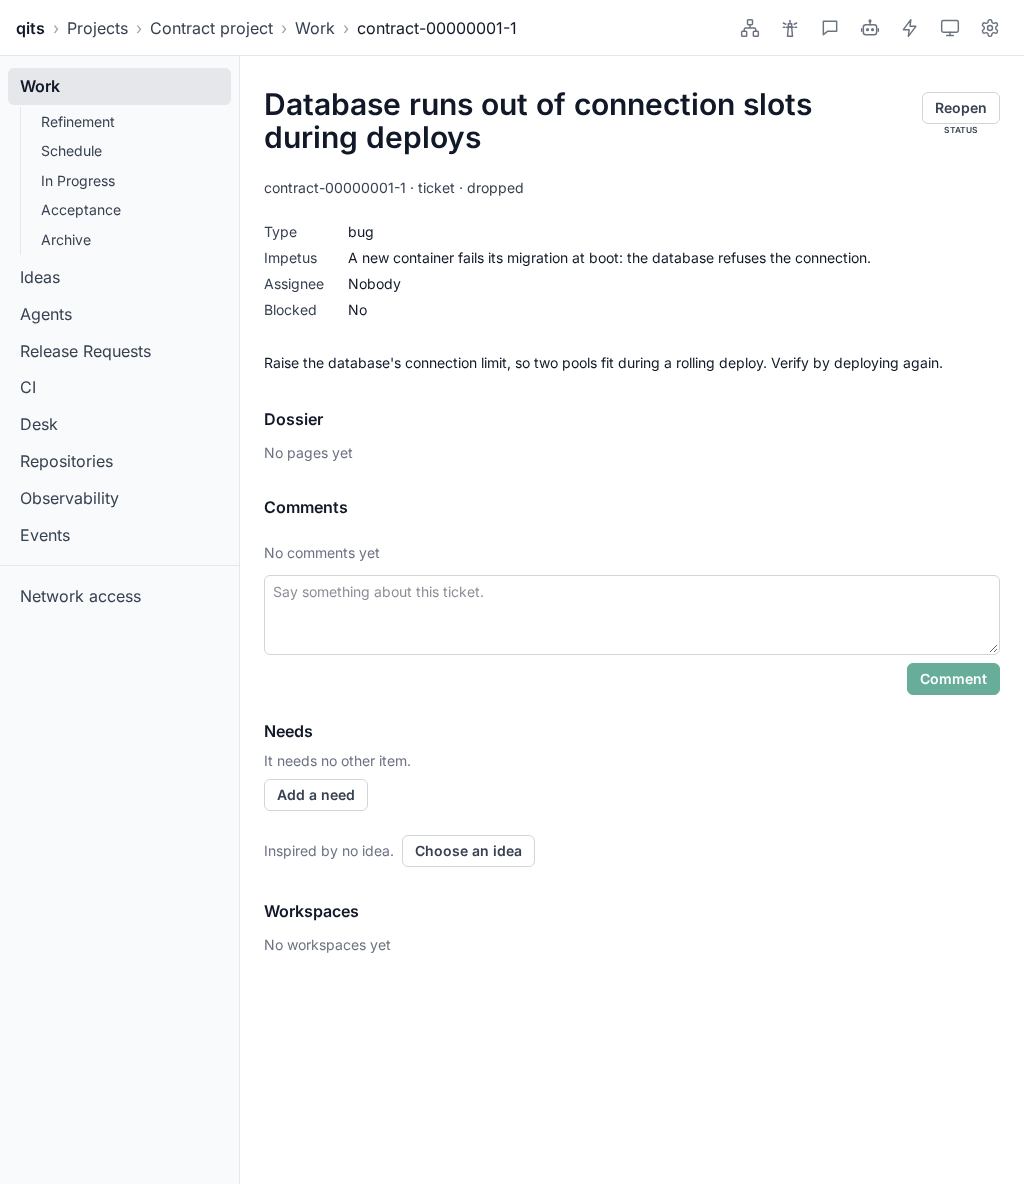 qits › Projects › Contract project › Work › contract-00000001-1
Work
Refinement
Schedule
In Progress
Acceptance
Archive
Ideas
Agents
Release Requests
CI
Desk
Repositories
Observability
Events
Network access
Database runs out of connection slots
during deploys
Reopen
STATUS
contract-00000001-1 · ticket · dropped
Type bug
Impetus A new container fails its migration at boot: the database refuses the connection.
Assignee Nobody
Blocked No
Raise the database's connection limit, so two pools fit during a rolling deploy. Verify by deploying again.
Dossier
No pages yet
Comments
No comments yet
Say something about this ticket.
Comment
Needs
It needs no other item.
Add a need
Inspired by no idea. Choose an idea
Workspaces
No workspaces yet